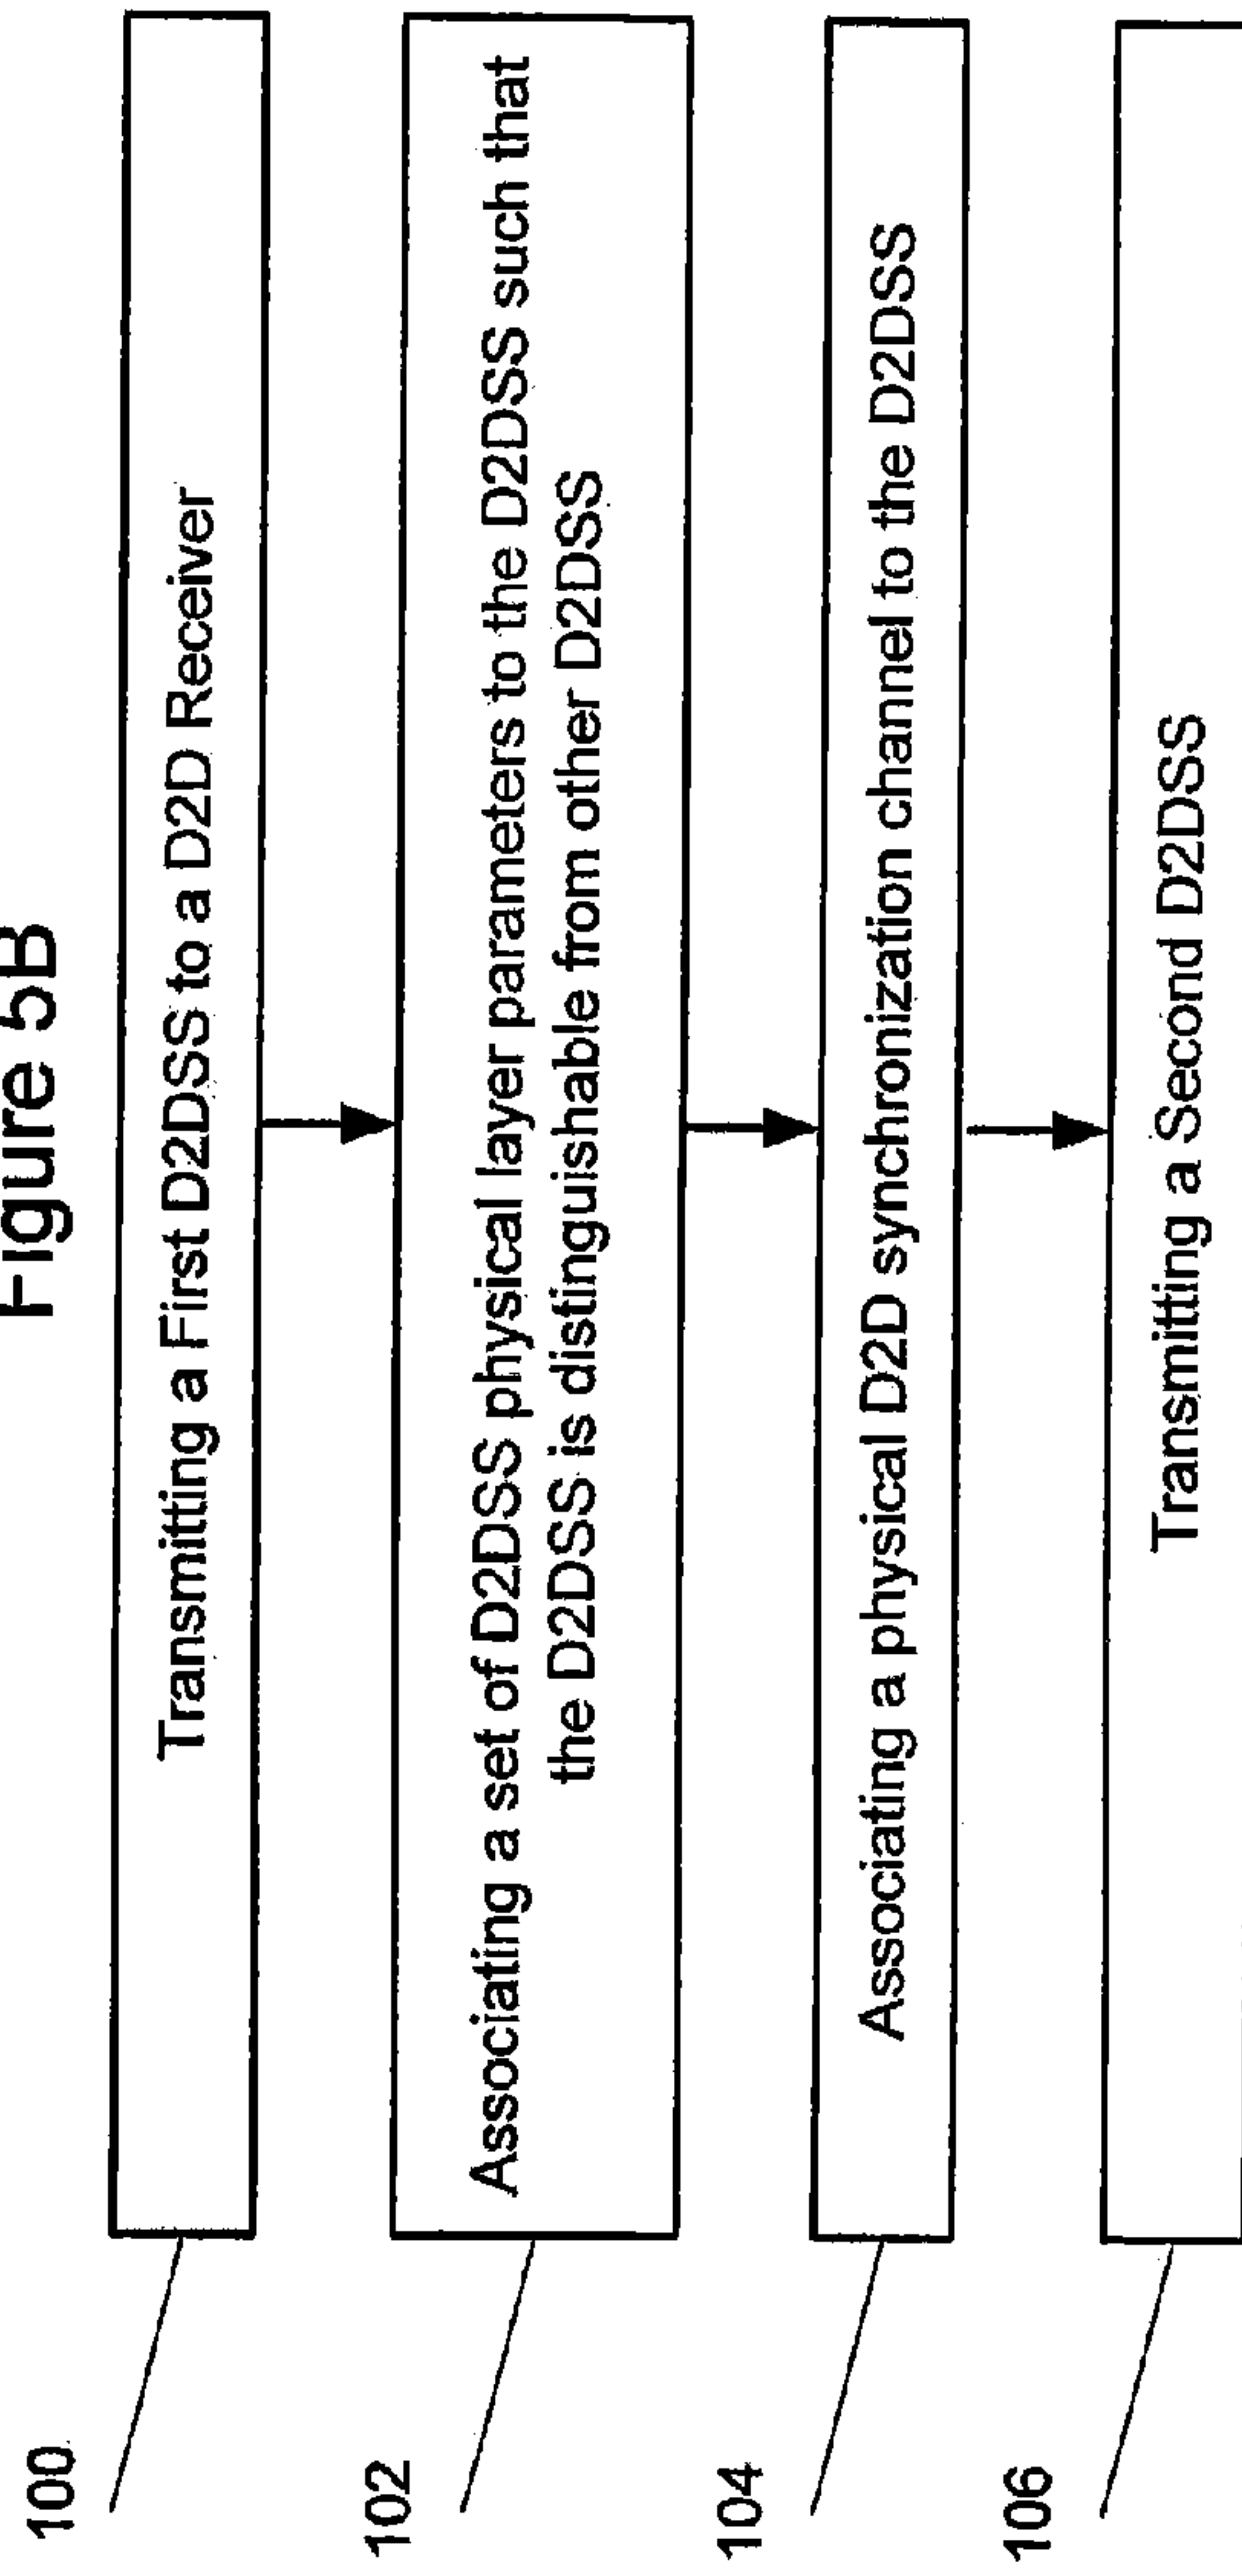 Figure 5B
100
Transmitting a First D2DSS to a D2D Receiver
102
Associating a set of D2DSS physical layer parameters to the D2DSS such that
the D2DSS is distinguishable from other D2DSS
104
Associating a physical D2D synchronization channel to the D2DSS
106
Transmitting a Second D2DSS